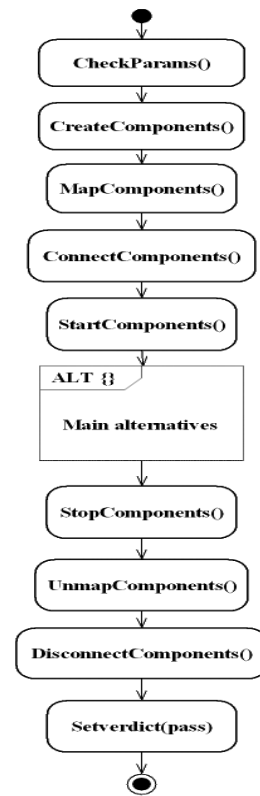 CheckParams()
CreateComponents()
MapComponents()
ConnectComponents()
StartComponents()
ALT {}
Main alternatives
StopComponents()
UnmapComponents()
DisconnectComponents()
Setverdict(pass)